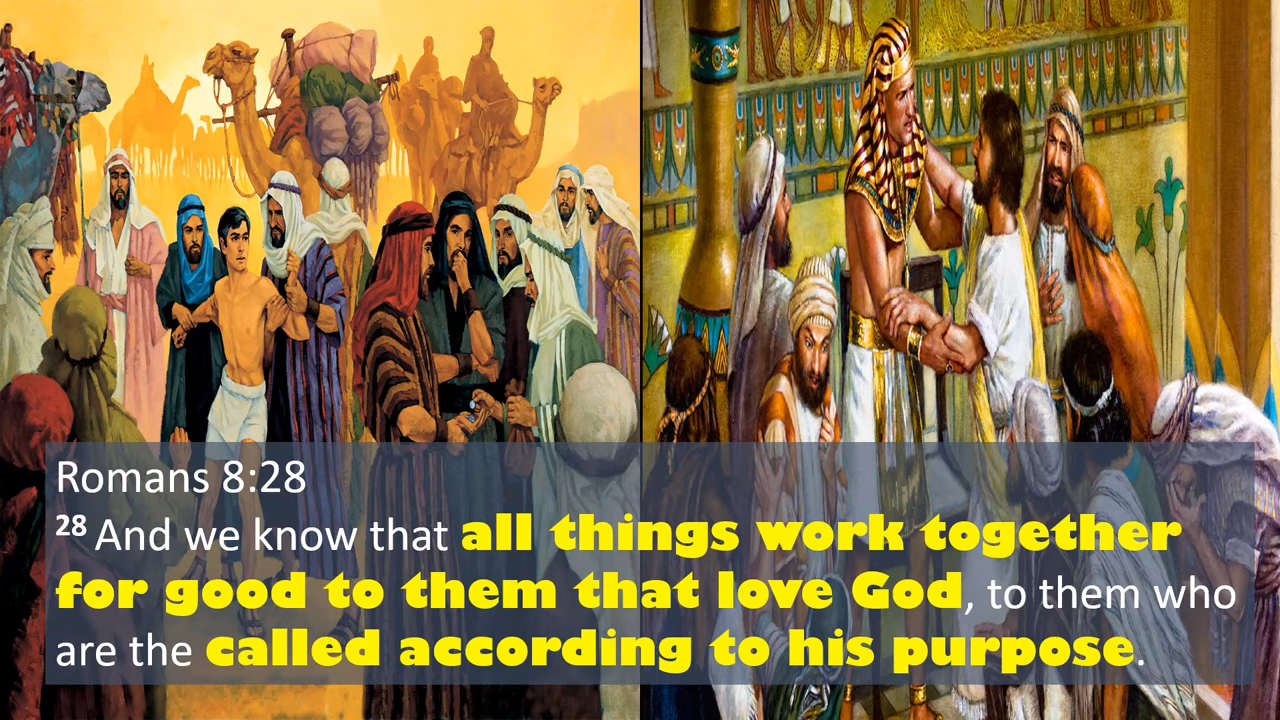 Romans 8:28
28 And we know that all things work together
for good to them that love God, to them who
are the called according to his purpose.